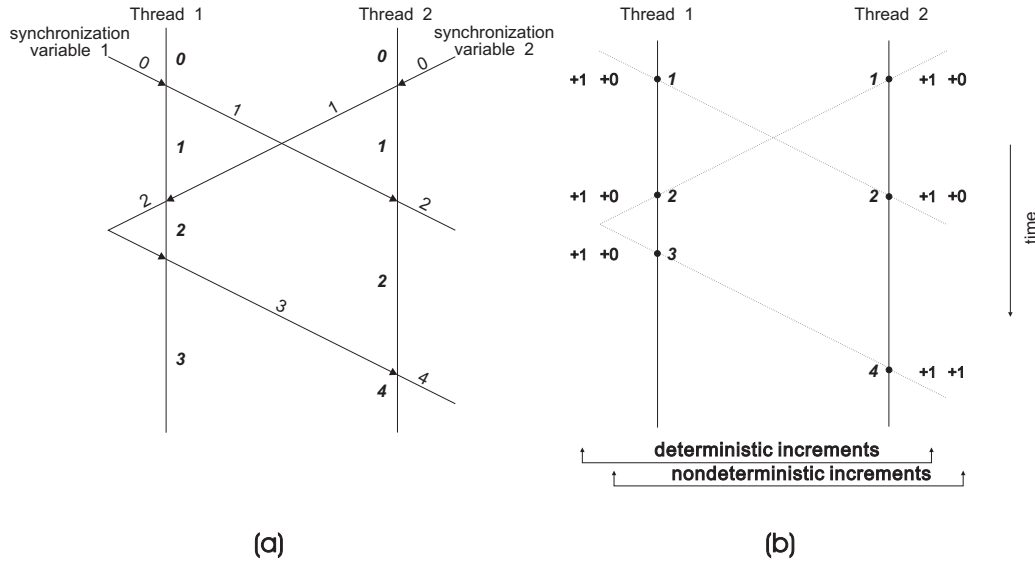 Thread 1
Thread 2
synchronization
variable 1
synchronization
variable 2
0
0
0
0
1
1
1
1
2
2
2
2
3
3
4
4
(a)
Thread 1
Thread 2
+1 +0
1
1
+1 +0
+1 +0
2
2
+1 +0
+1 +0
3
4
+1 +1
time
deterministic increments
nondeterministic increments
(b)